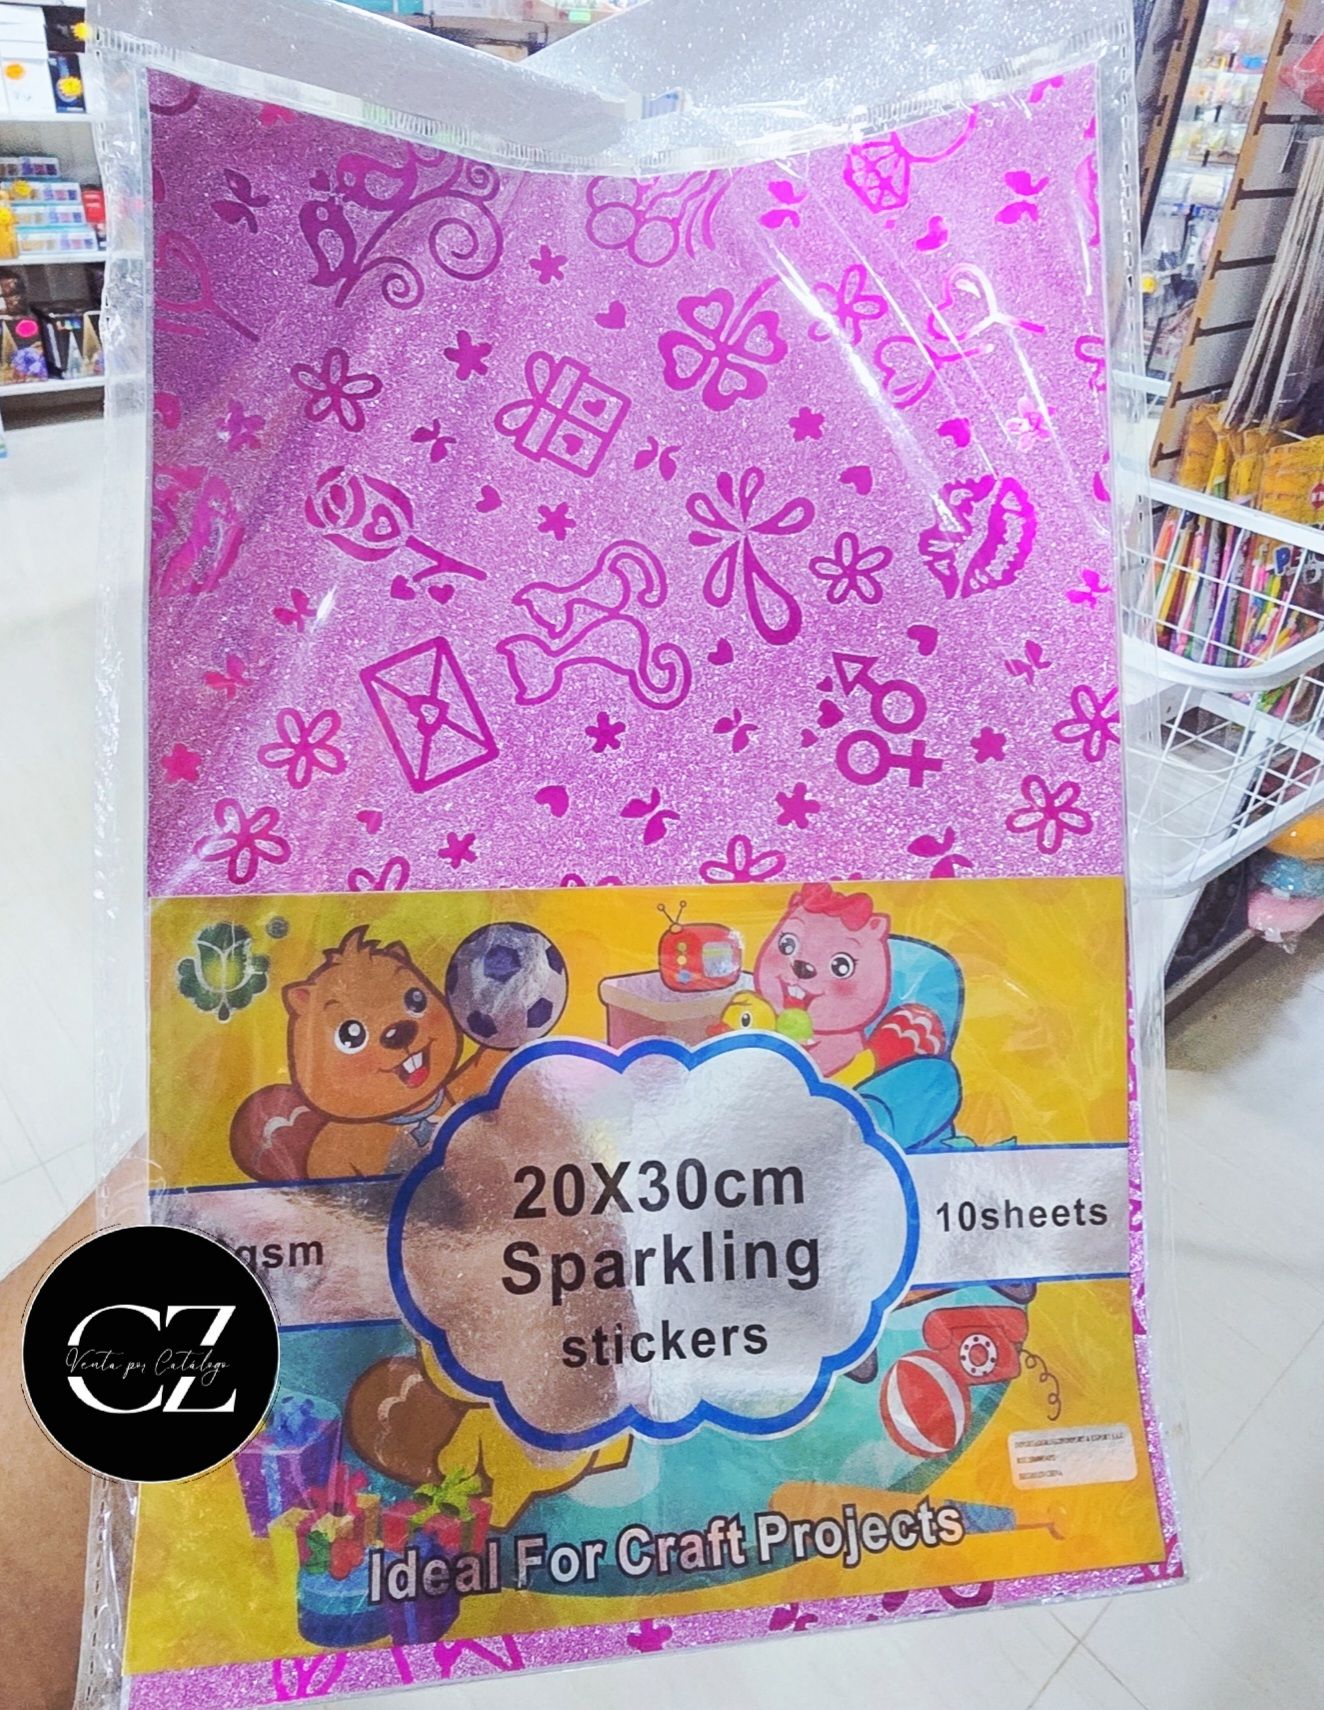 20X30cm
Sparkling
stickers
gsm
10sheets
CZ
Venta por Catálogo
Ideal For Craft Projects